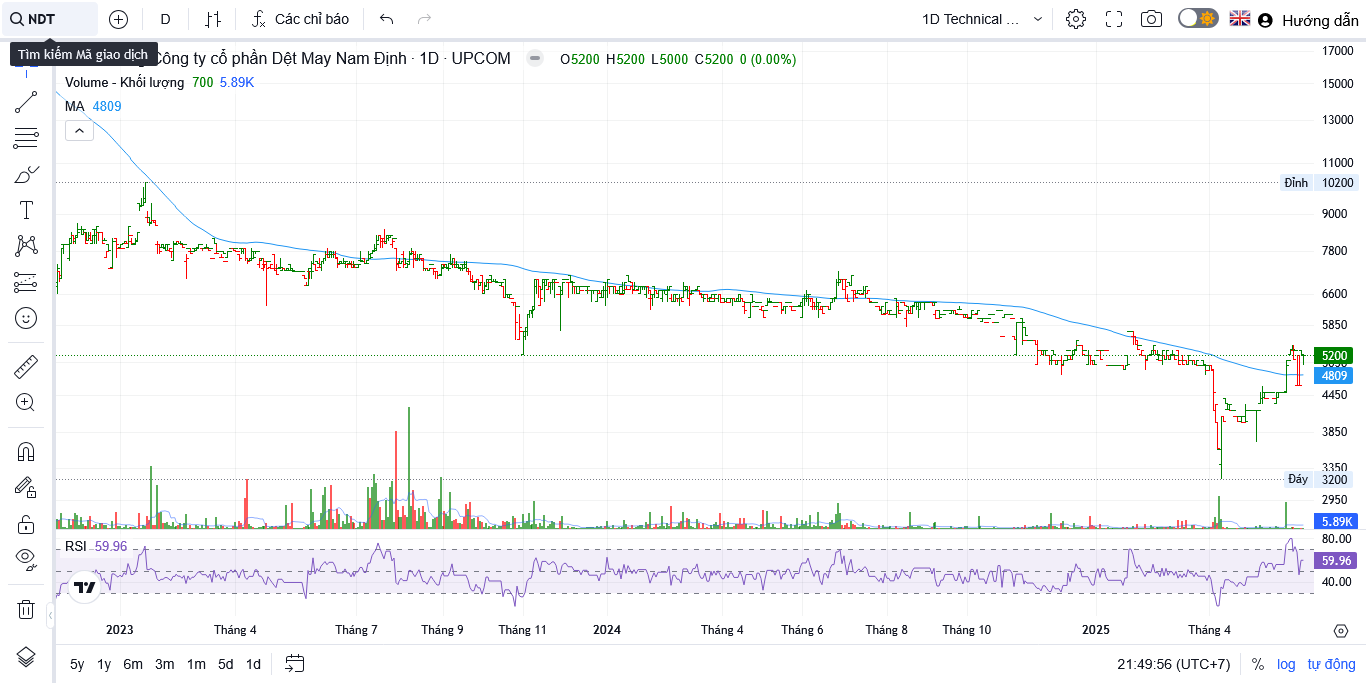 NDT
D
Các chỉ báo
1D Technical ...
Hướng dẫn
Tìm kiếm Mã giao dịch
Công ty cổ phần Dệt May Nam Định · 1D · UPCOM
O5200 H5200 L5000 C5200 0 (0.00%)
Volume - Khối lượng 700 5.89K
MA 4809
17000
15000
13000
11000
Đỉnh 10200
9000
7800
6600
5850
5200
4809
4450
3850
3350
Đáy 3200
2950
5.89K
RSI 59.96
80.00
59.96
40.00
2023 Tháng 4 Tháng 7 Tháng 9 Tháng 11 2024 Tháng 4 Tháng 6 Tháng 8 Tháng 10 2025 Tháng 4
5y 1y 6m 3m 1m 5d 1d
21:49:56 (UTC+7) % log tự động